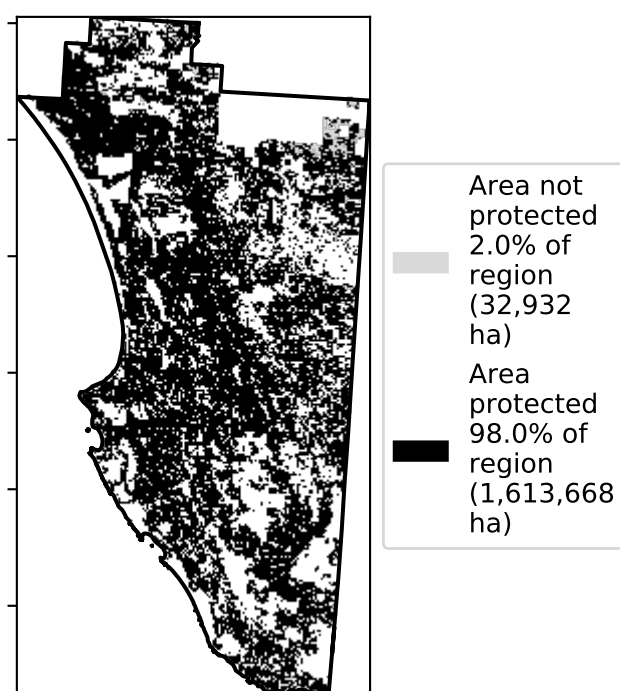 Area not
protected
2.0% of
region
(32,932
ha)
Area
protected
98.0% of
region
(1,613,668
ha)